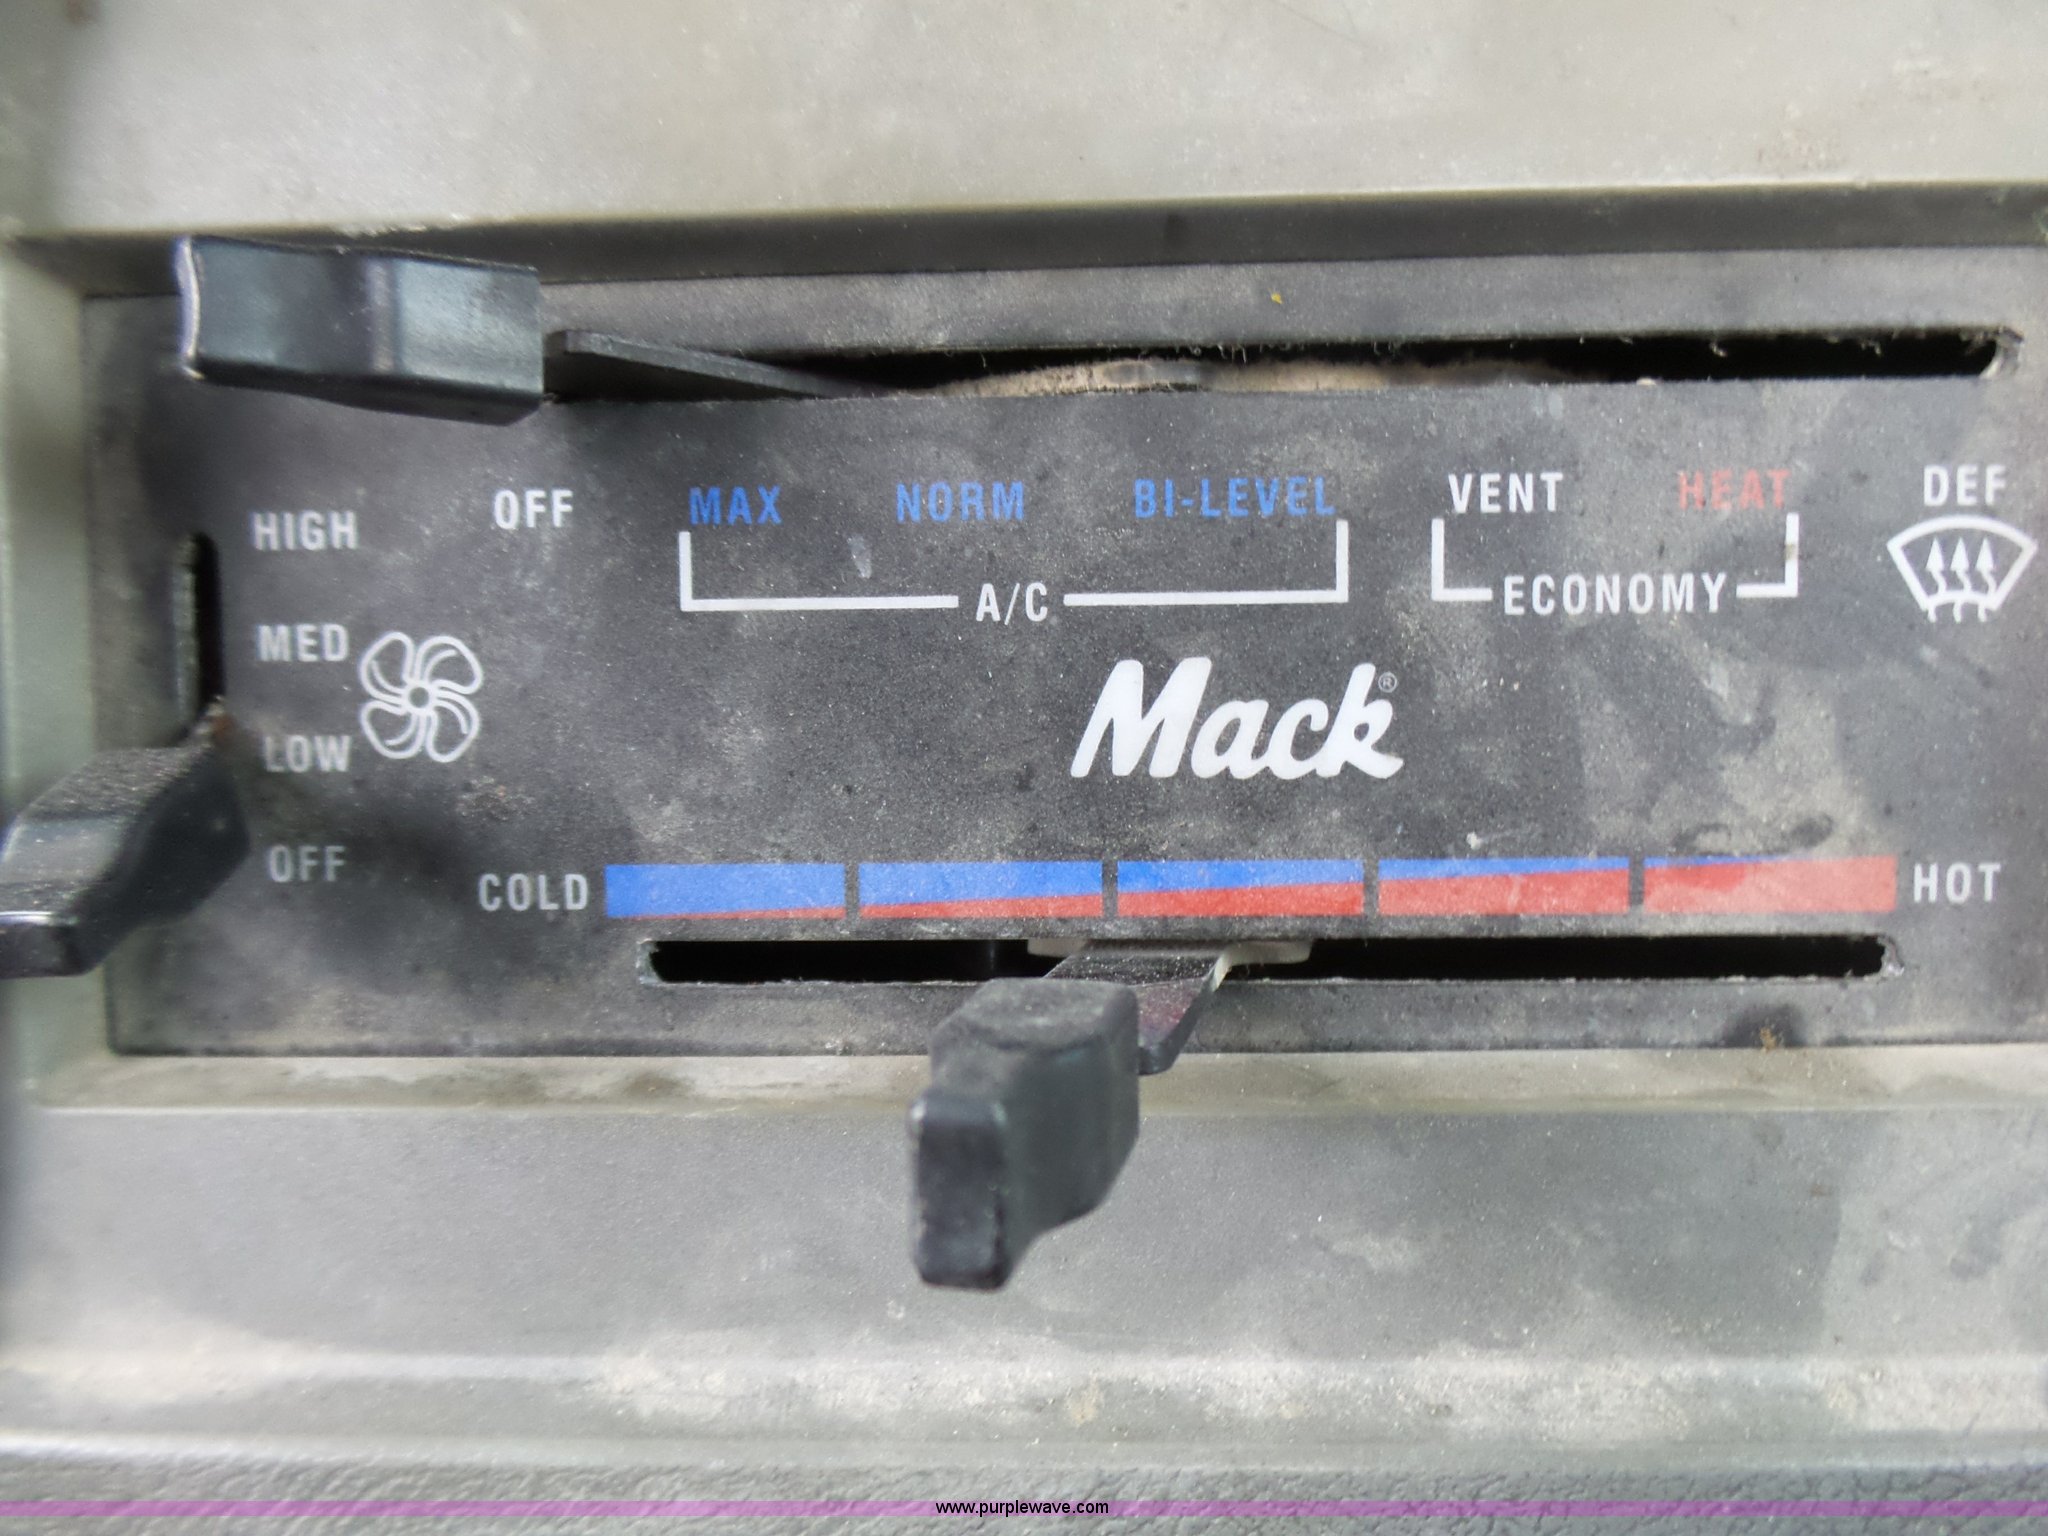 OFF MAX NORM BI-LEVEL VENT HEAT DEF
A/C ECONOMY
HIGH
MED
LOW
OFF
Mack®
COLD HOT
www.purplewave.com